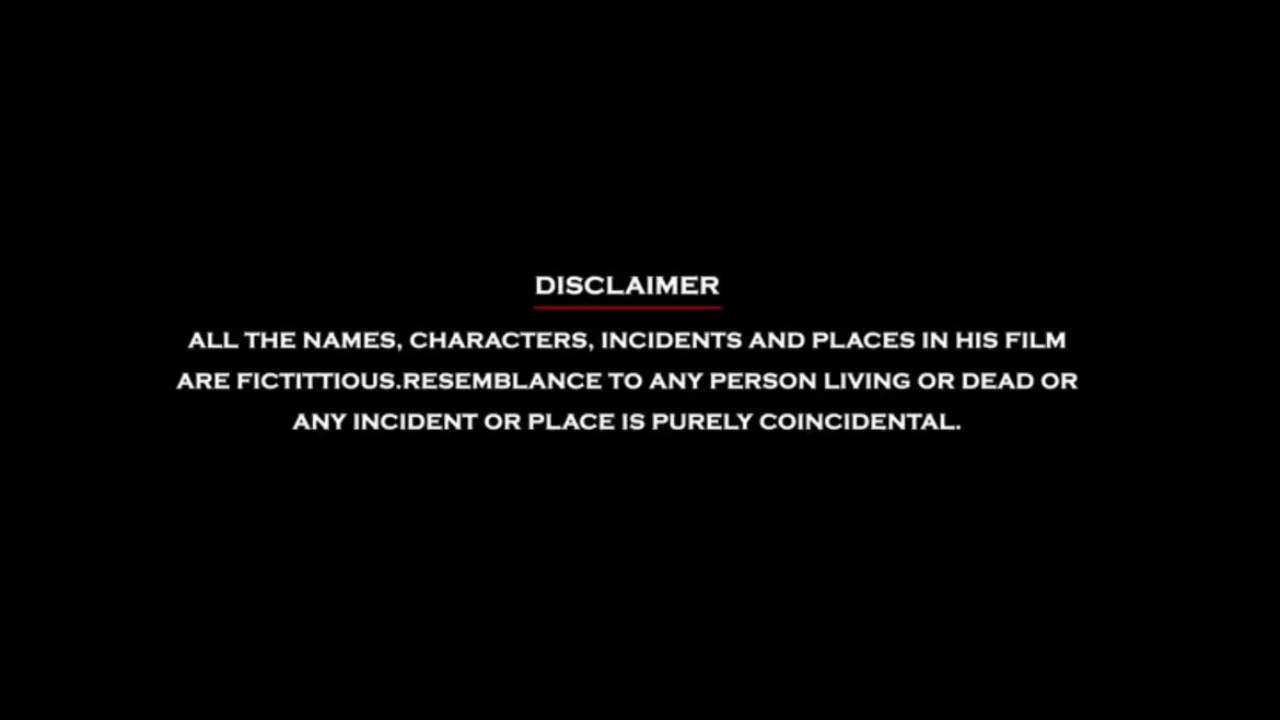 DISCLAIMER
ALL THE NAMES, CHARACTERS, INCIDENTS AND PLACES IN HIS FILM
ARE FICTITTIOUS.RESEMBLANCE TO ANY PERSON LIVING OR DEAD OR
ANY INCIDENT OR PLACE IS PURELY COINCIDENTAL.